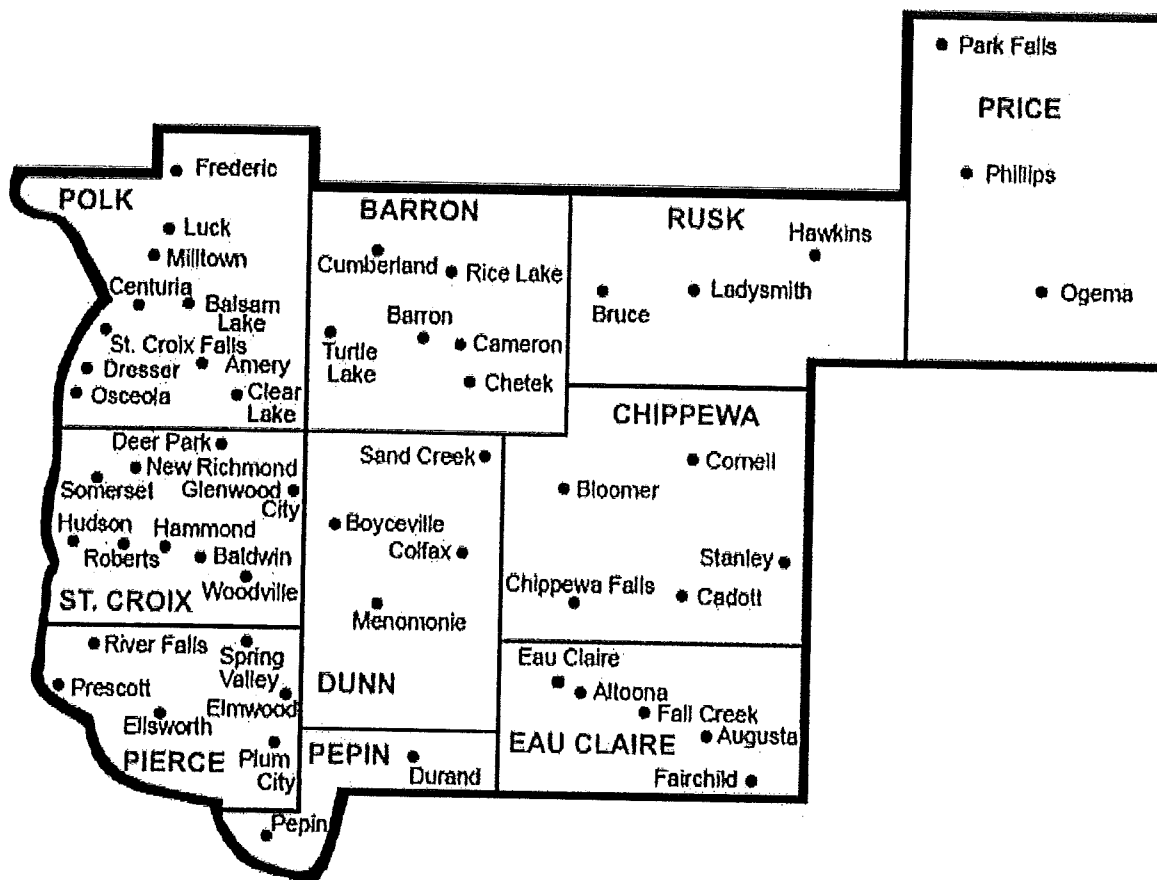 Park Falls
PRICE
Phillips
Ogema
Frederic
POLK
Luck
Milltown
Centuria
Balsam
Lake
St. Croix Falls
Dresser
Amery
Osceola
Clear
Lake
BARRON
Cumberland
Rice Lake
Barron
Turtle
Lake
Cameron
Chetek
RUSK
Hawkins
Bruce
Ladysmith
CHIPPEWA
Cornell
Bloomer
Stanley
Chippewa Falls
Cadott
Deer Park
New Richmond
Somerset
Glenwood
City
Hudson
Hammond
Roberts
Baldwin
Woodville
ST. CROIX
Sand Creek
Boyceville
Colfax
Menomonie
DUNN
River Falls
Spring
Valley
Prescott
Elmwood
Ellsworth
PIERCE
Plum
City
PEPIN
Durand
Pepin
Eau Claire
Altoona
Fall Creek
EAU CLAIRE
Augusta
Fairchild